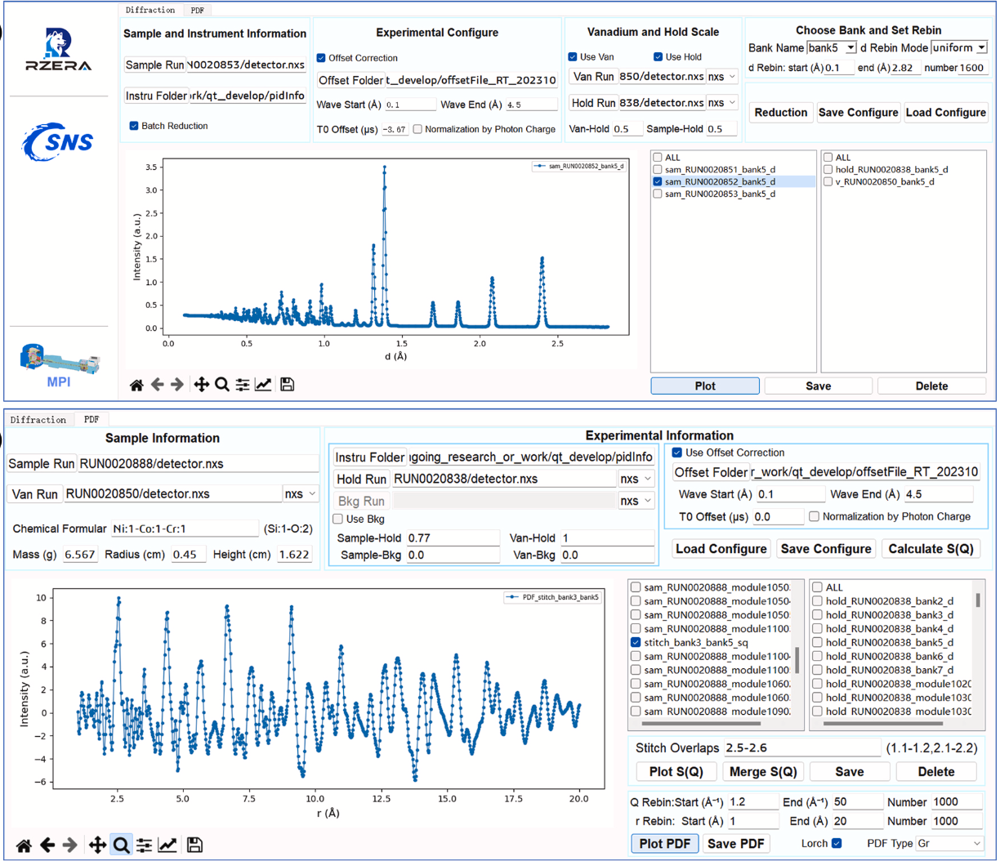 Diffraction PDF
RZERA
SNS
MPI
Sample and Instrument Information
Sample Run N0020853/detector.nxs
Instru Folder rk/qt_develop/pidInfo
Batch Reduction
Experimental Configure
Offset Correction
Offset Folder t_develop/offsetFile_RT_202310
Wave Start (Å) 0.1 Wave End (Å) 4.5
T0 Offset (μs) -3.67 Normalization by Photon Charge
Vanadium and Hold Scale
Use Van Use Hold
Van Run 850/detector.nxs nxs
Hold Run 838/detector.nxs nxs
Van-Hold 0.5 Sample-Hold 0.5
Choose Bank and Set Rebin
Bank Name bank5 d Rebin Mode uniform
d Rebin: start (Å) 0.1 end (Å) 2.82 number 1600
Reduction Save Configure Load Configure
sam_RUN0020852_bank5_d
Intensity (a.u.)
3.5
3.0
2.5
2.0
1.5
1.0
0.5
0.0
0.0 0.5 1.0 1.5 2.0 2.5
d (Å)
ALL
sam_RUN0020851_bank5_d
sam_RUN0020852_bank5_d
sam_RUN0020853_bank5_d
ALL
hold_RUN0020838_bank5_d
v_RUN0020850_bank5_d
Plot Save Delete
Diffraction PDF
Sample Information
Sample Run RUN0020888/detector.nxs
Van Run RUN0020850/detector.nxs nxs
Chemical Formular Ni:1-Co:1-Cr:1 (Si:1-O:2)
Mass (g) 6.567 Radius (cm) 0.45 Height (cm) 1.622
Experimental Information
Instru Folder ngoing_research_or_work/qt_develop/pidInfo
Hold Run RUN0020838/detector.nxs nxs
Bkg Run nxs
Use Bkg
Sample-Hold 0.77 Van-Hold 1
Sample-Bkg 0.0 Van-Bkg 0.0
Use Offset Correction
Offset Folder r_work/qt_develop/offsetFile_RT_202310
Wave Start (Å) 0.1 Wave End (Å) 4.5
T0 Offset (μs) 0.0 Normalization by Photon Charge
Load Configure Save Configure Calculate S(Q)
PDF_stitch_bank3_bank5
Intensity (a.u.)
10
8
6
4
2
0
−2
−4
−6
2.5 5.0 7.5 10.0 12.5 15.0 17.5 20.0
r (Å)
sam_RUN0020888_module1050
sam_RUN0020888_module1050
sam_RUN0020888_module1050
sam_RUN0020888_module1100
stitch_bank3_bank5_sq
sam_RUN0020888_module1100
sam_RUN0020888_module1100
sam_RUN0020888_module1060
sam_RUN0020888_module1060
sam_RUN0020888_module1090
ALL
hold_RUN0020838_bank2_d
hold_RUN0020838_bank3_d
hold_RUN0020838_bank4_d
hold_RUN0020838_bank5_d
hold_RUN0020838_bank6_d
hold_RUN0020838_bank7_d
hold_RUN0020838_module1020
hold_RUN0020838_module1030
hold_RUN0020838_module1030
Stitch Overlaps 2.5-2.6 (1.1-1.2,2.1-2.2)
Plot S(Q) Merge S(Q) Save Delete
Q Rebin:Start (Å⁻¹) 1.2 End (Å⁻¹) 50 Number 1000
r Rebin: Start (Å) 1 End (Å) 20 Number 1000
Plot PDF Save PDF Lorch PDF Type Gr